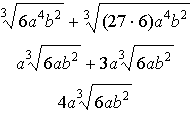 ∛(6a⁴b²) + ∛((27 · 6)a⁴b²)
a∛(6ab²) + 3a∛(6ab²)
4a∛(6ab²)